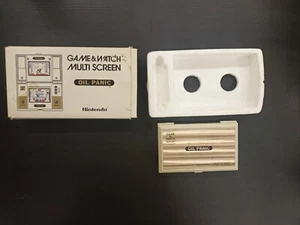 GAME&WATCH
MULTI SCREEN
OIL PANIC
Nintendo
OIL PANIC